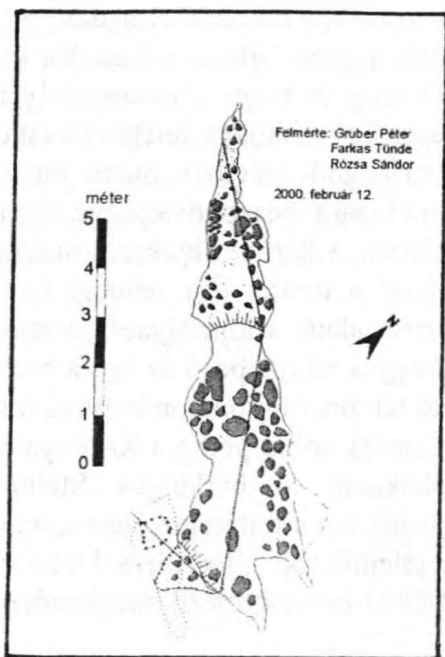 Felmérte: Gruber Péter
Farkas Tünde
Rózsa Sándor
2000. február 12.
méter
5
4
3
2
1
0